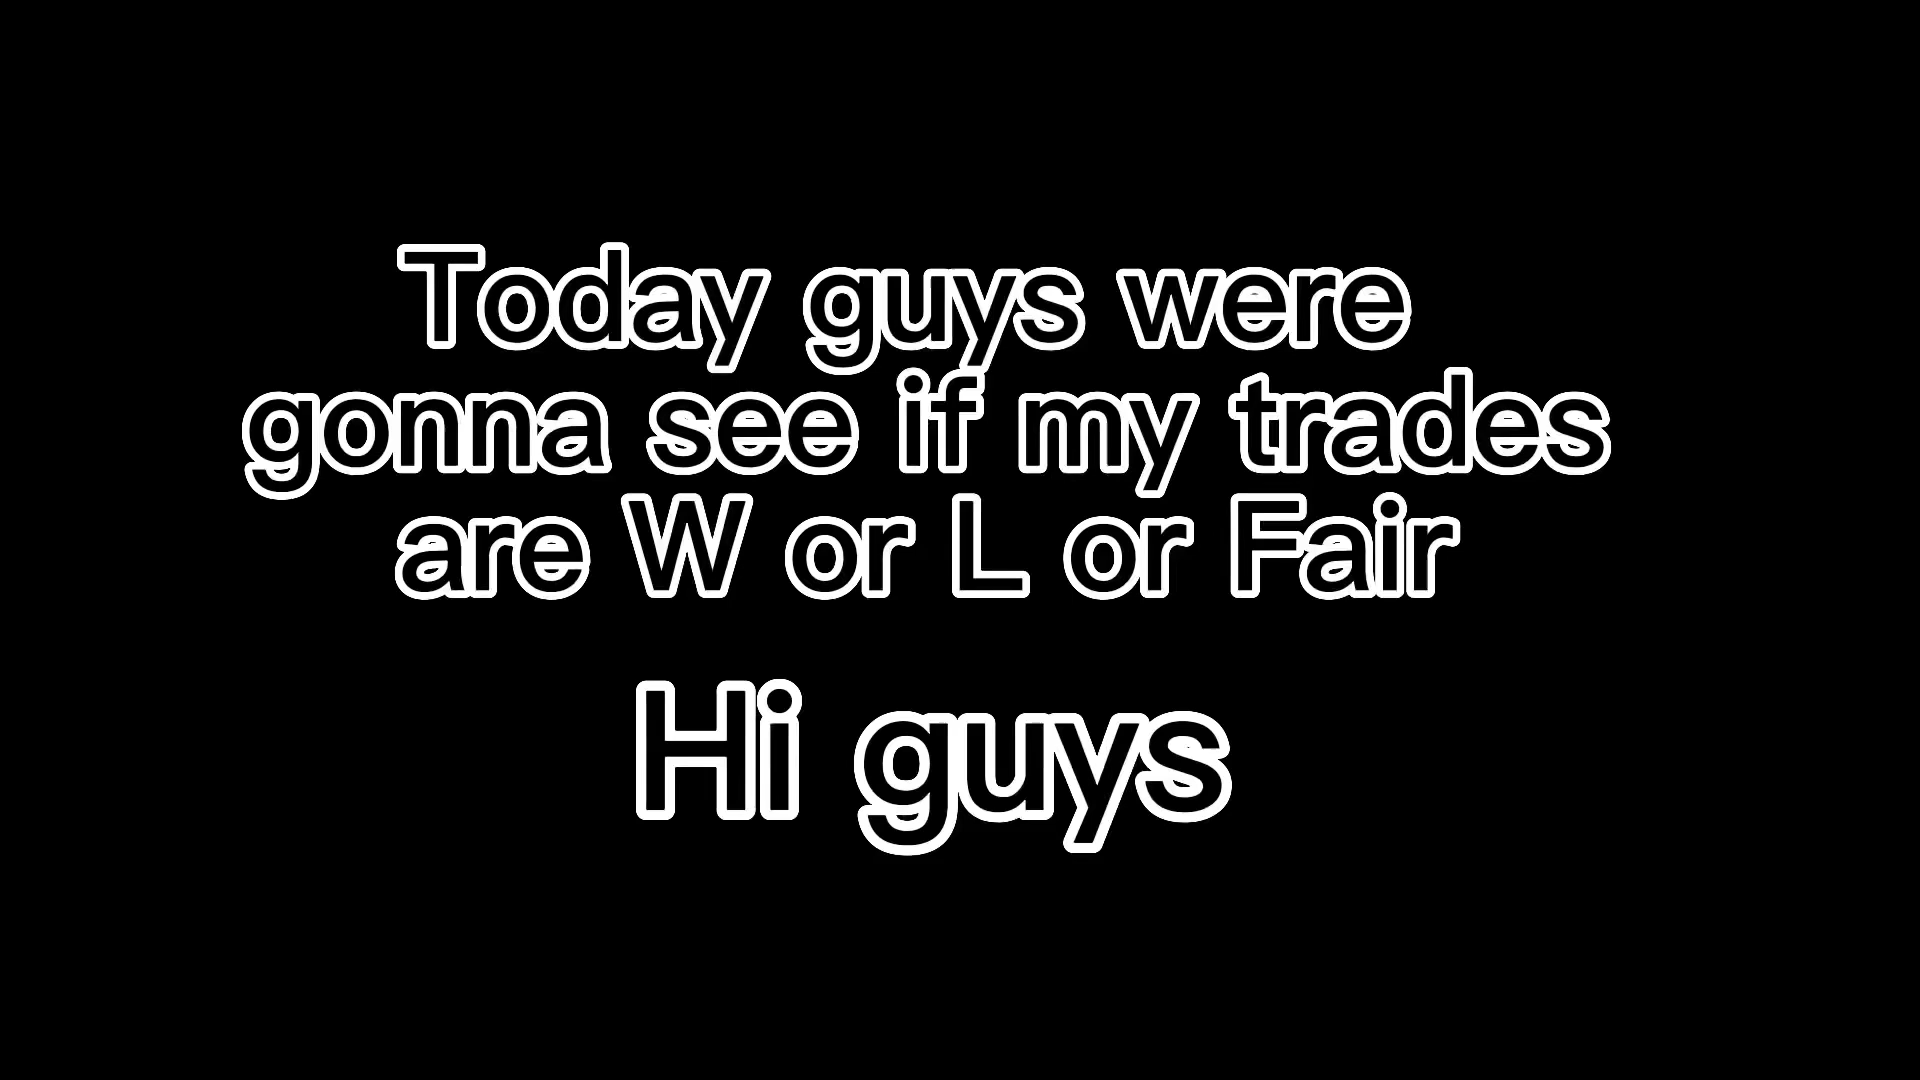 Today guys were
gonna see if my trades
are W or L or Fair
Hi guys